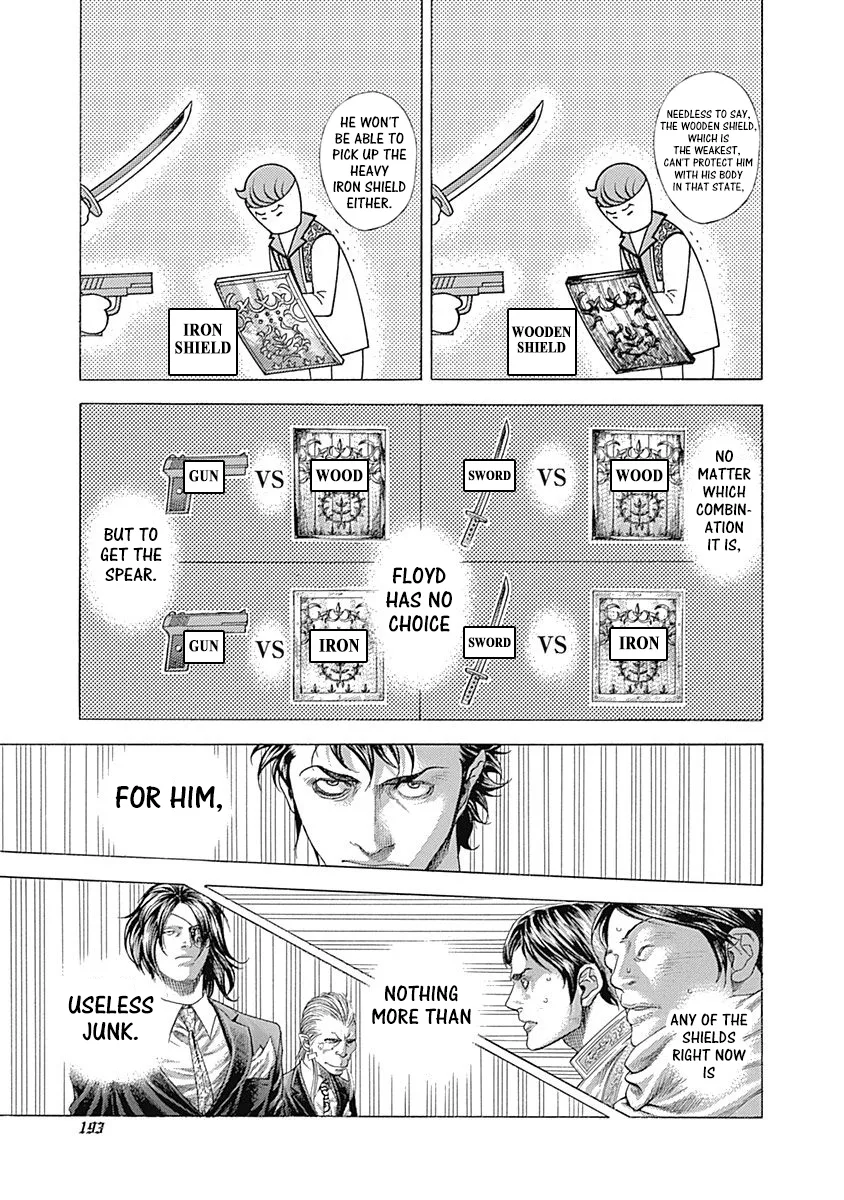 NEEDLESS TO SAY,
THE WOODEN SHIELD,
WHICH IS
THE WEAKEST,
CAN'T PROTECT HIM
WITH HIS BODY
IN THAT STATE,
WOODEN
SHIELD
HE WON'T
BE ABLE TO
PICK UP THE
HEAVY
IRON SHIELD
EITHER.
IRON
SHIELD
NO
MATTER
WHICH
COMBIN-
ATION
IT IS,
SWORD
VS
WOOD
GUN
VS
WOOD
SWORD
VS
IRON
GUN
VS
IRON
FLOYD
HAS NO
CHOICE
BUT TO
GET THE
SPEAR.
FOR HIM,
ANY OF THE
SHIELDS
RIGHT NOW
IS
NOTHING
MORE THAN
USELESS
JUNK.
193